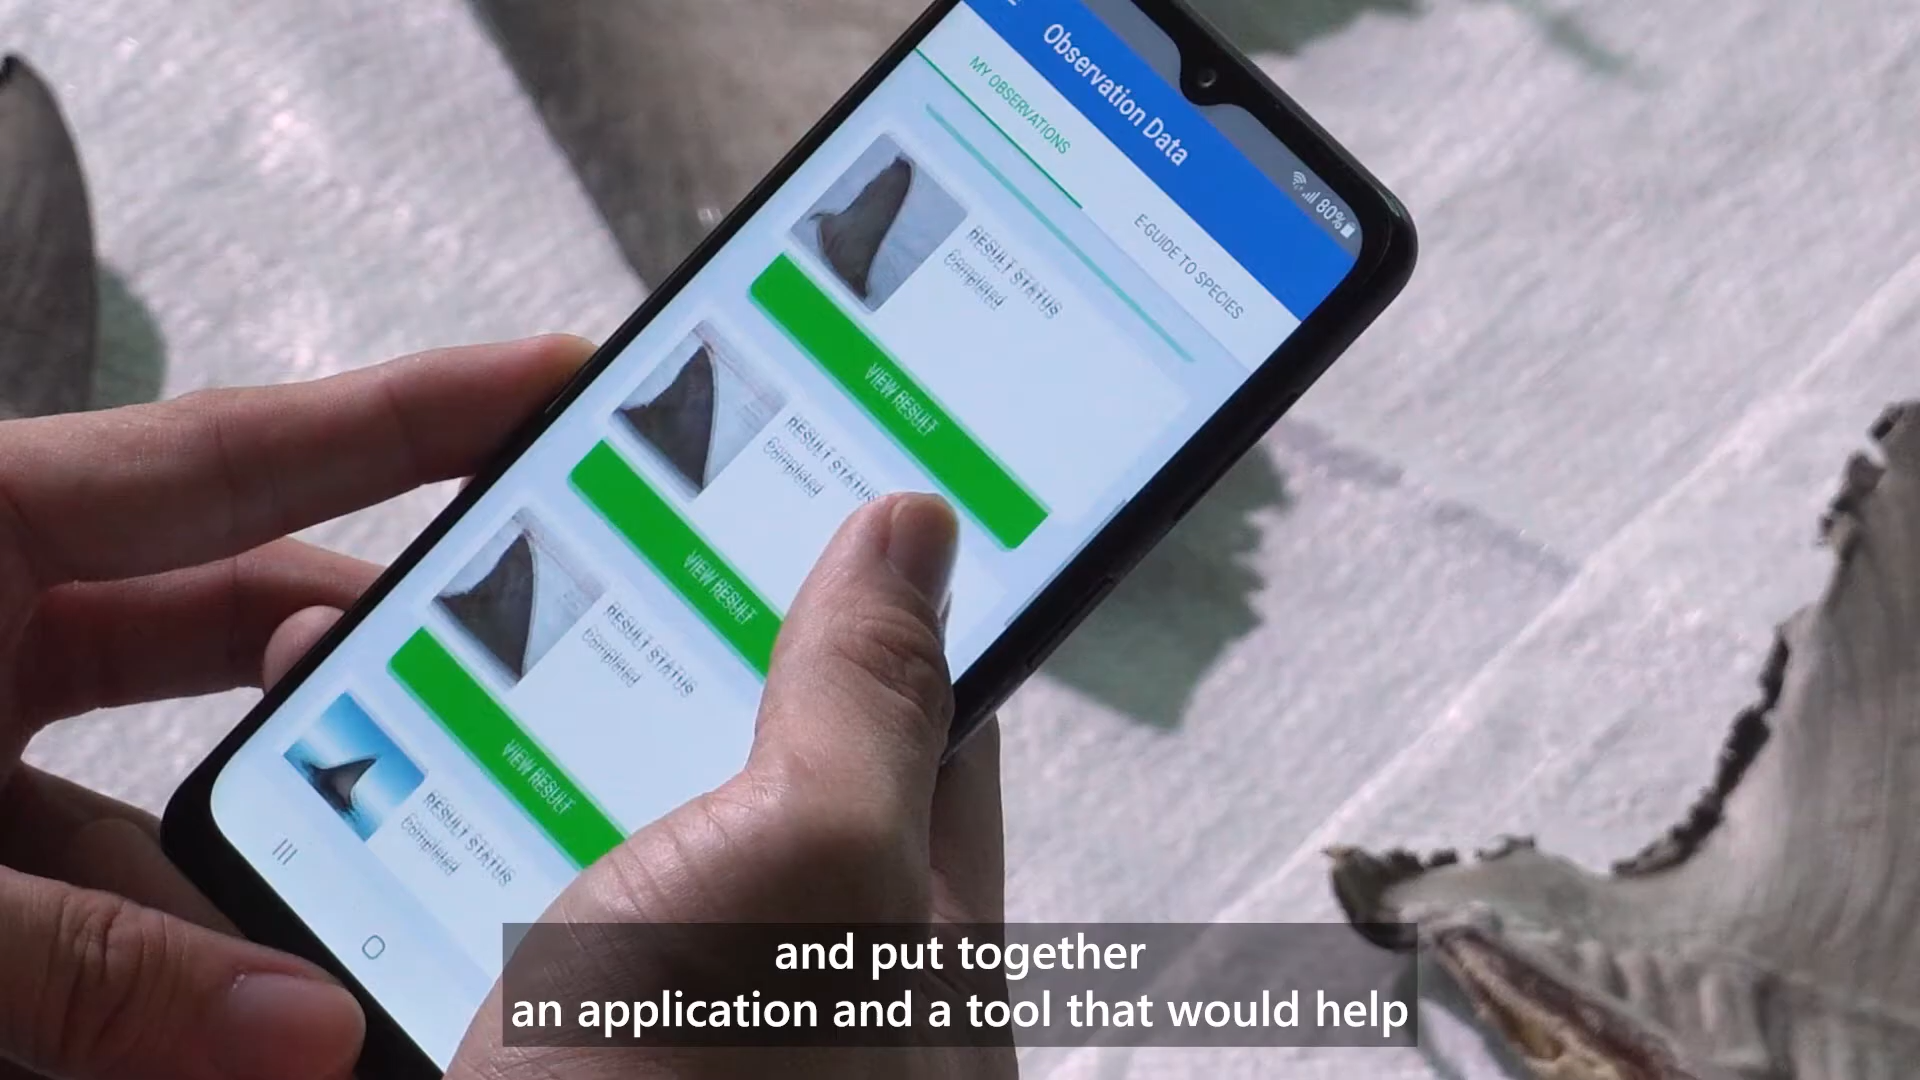 Observation Data
80%
MY OBSERVATIONS
E-GUIDE TO SPECIES
RESULT STATUS
Completed
VIEW RESULT
RESULT STATUS
Completed
VIEW RESULT
RESULT STATUS
Completed
VIEW RESULT
RESULT STATUS
Completed
and put together
an application and a tool that would help